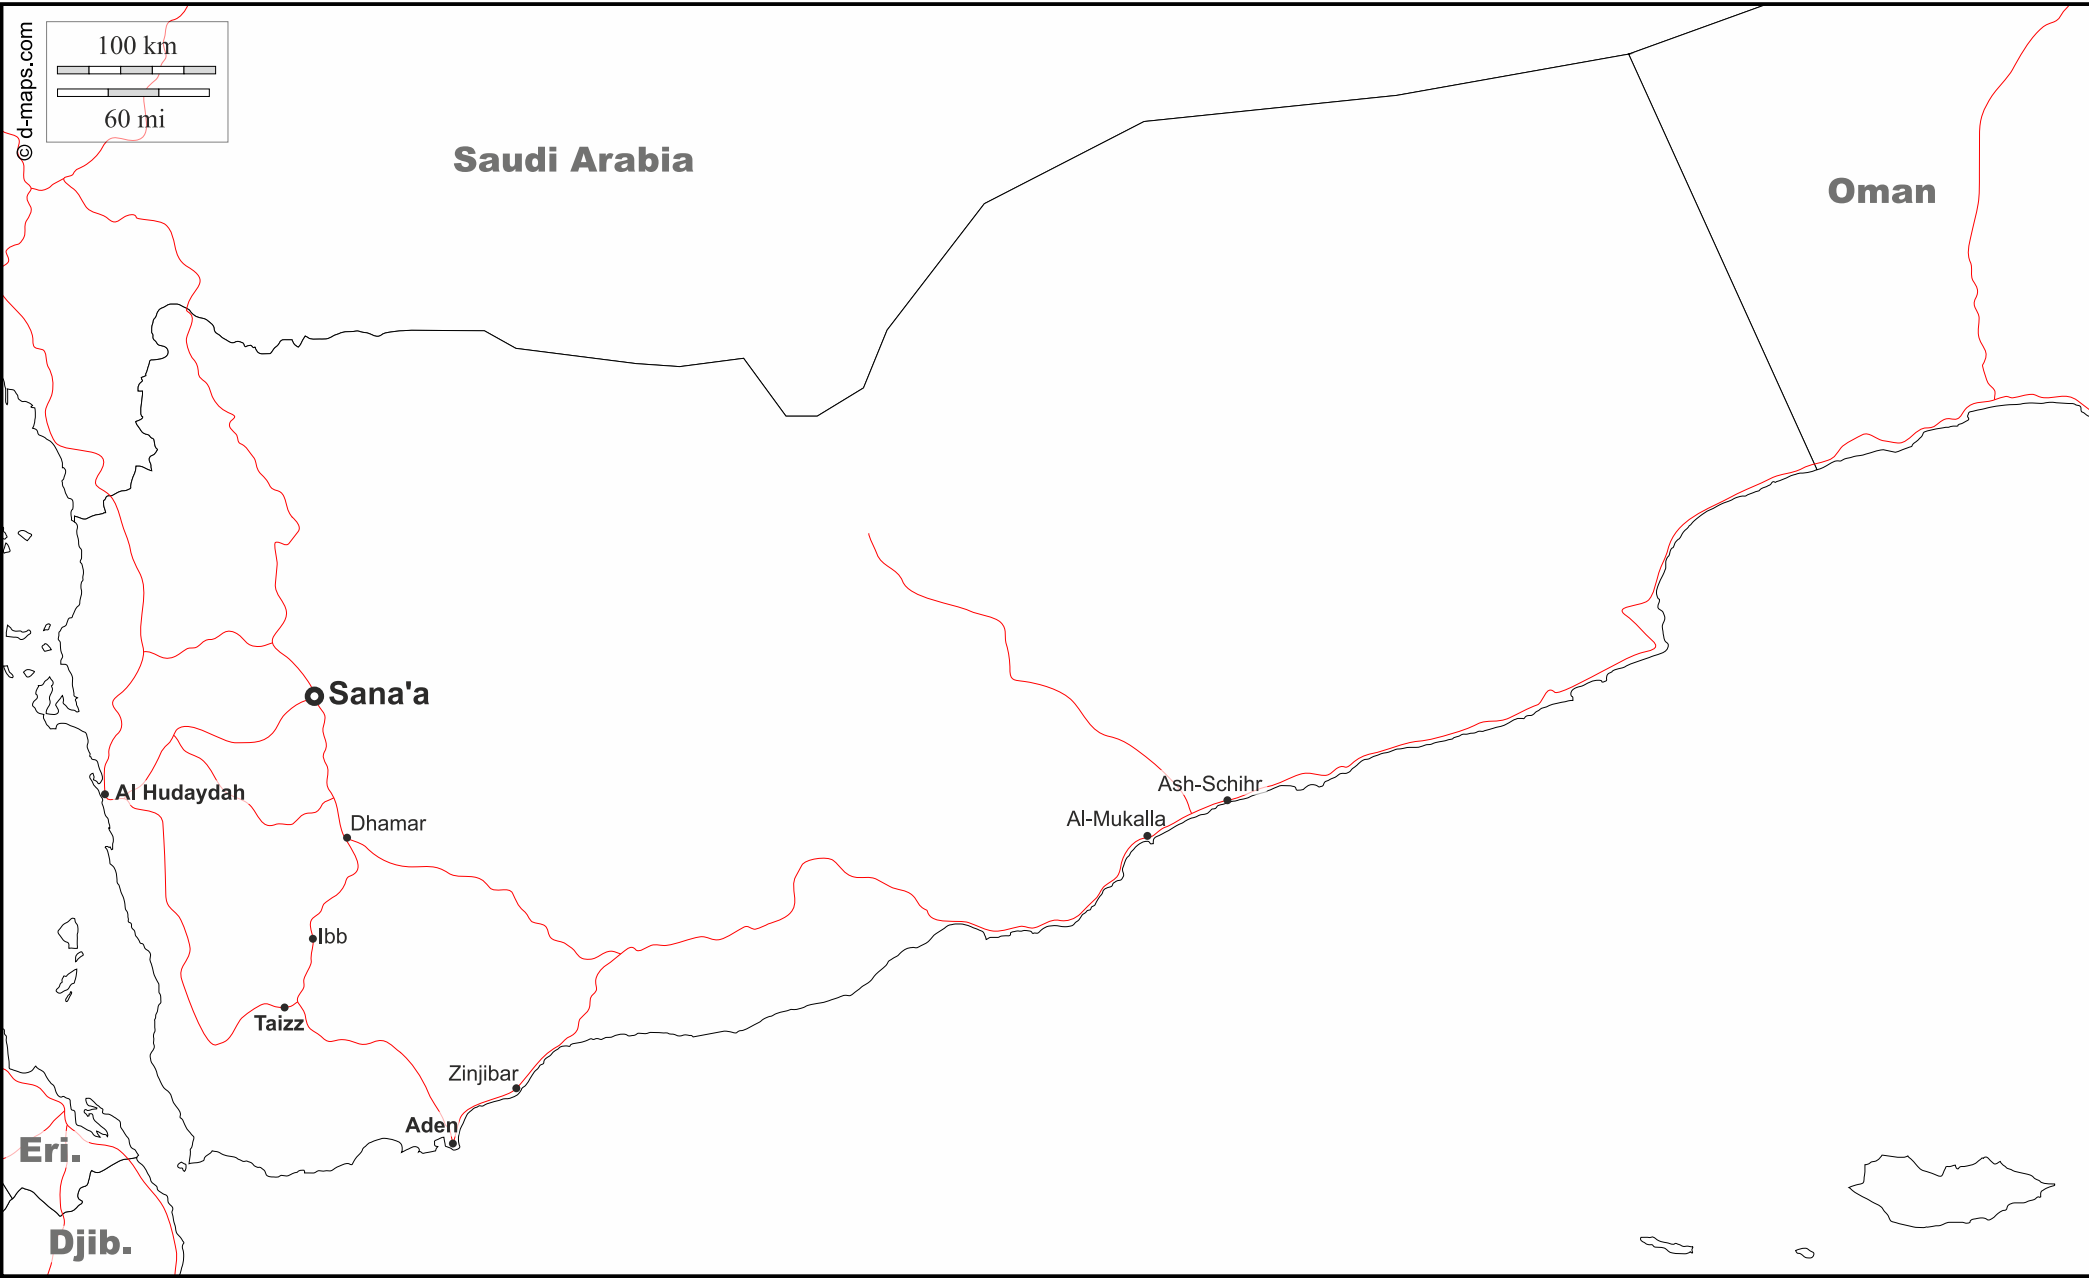 © d-maps.com
100 km
60 mi
Saudi Arabia
Oman
Sana'a
Al Hudaydah
Ash-Schihr
Al-Mukalla
Dhamar
Ibb
Taizz
Zinjibar
Aden
Eri.
Djib.